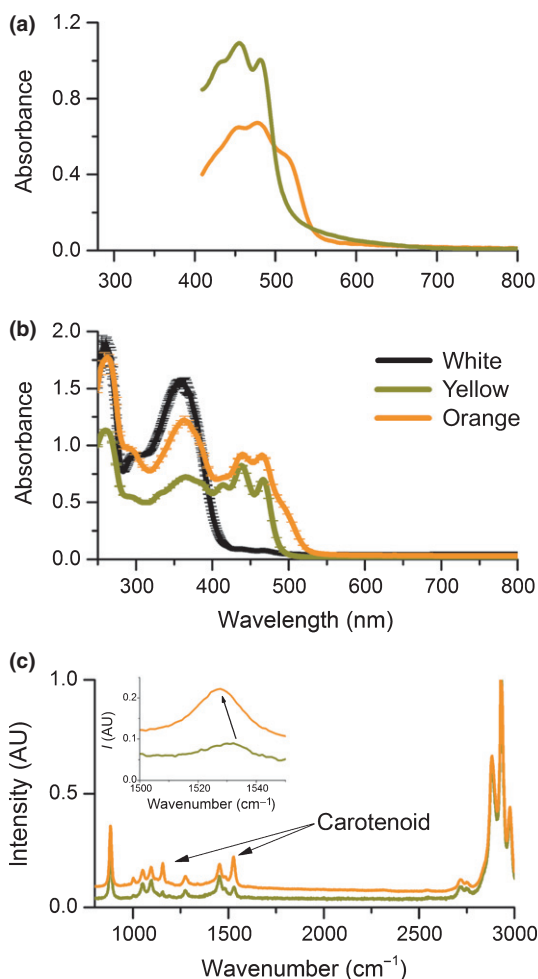 (a)
1.2
0.8
0.4
0.0
Absorbance
300 400 500 600 700 800
(b)
2.0
1.5
1.0
0.5
0.0
Absorbance
White
Yellow
Orange
300 400 500 600 700 800
Wavelength (nm)
(c)
1.0
0.5
0.0
Intensity (AU)
0.2
0.1
0.0
I (AU)
1500 1520 1540
Wavenumber (cm⁻¹)
Carotenoid
1000 1500 2000 2500 3000
Wavenumber (cm⁻¹)